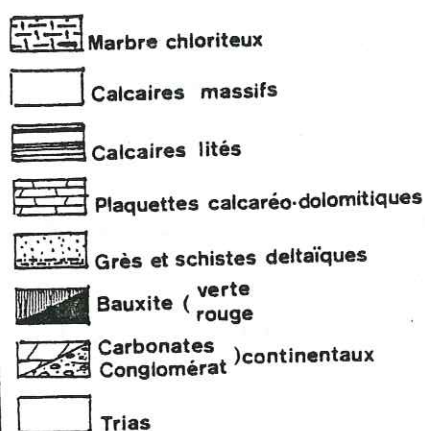 Marbre chloriteux
Calcaires massifs
Calcaires lités
Plaquettes calcaréo-dolomitiques
Grès et schistes deltaïques
Bauxite ( verte
rouge
Carbonates
Conglomérat ) continentaux
Trias